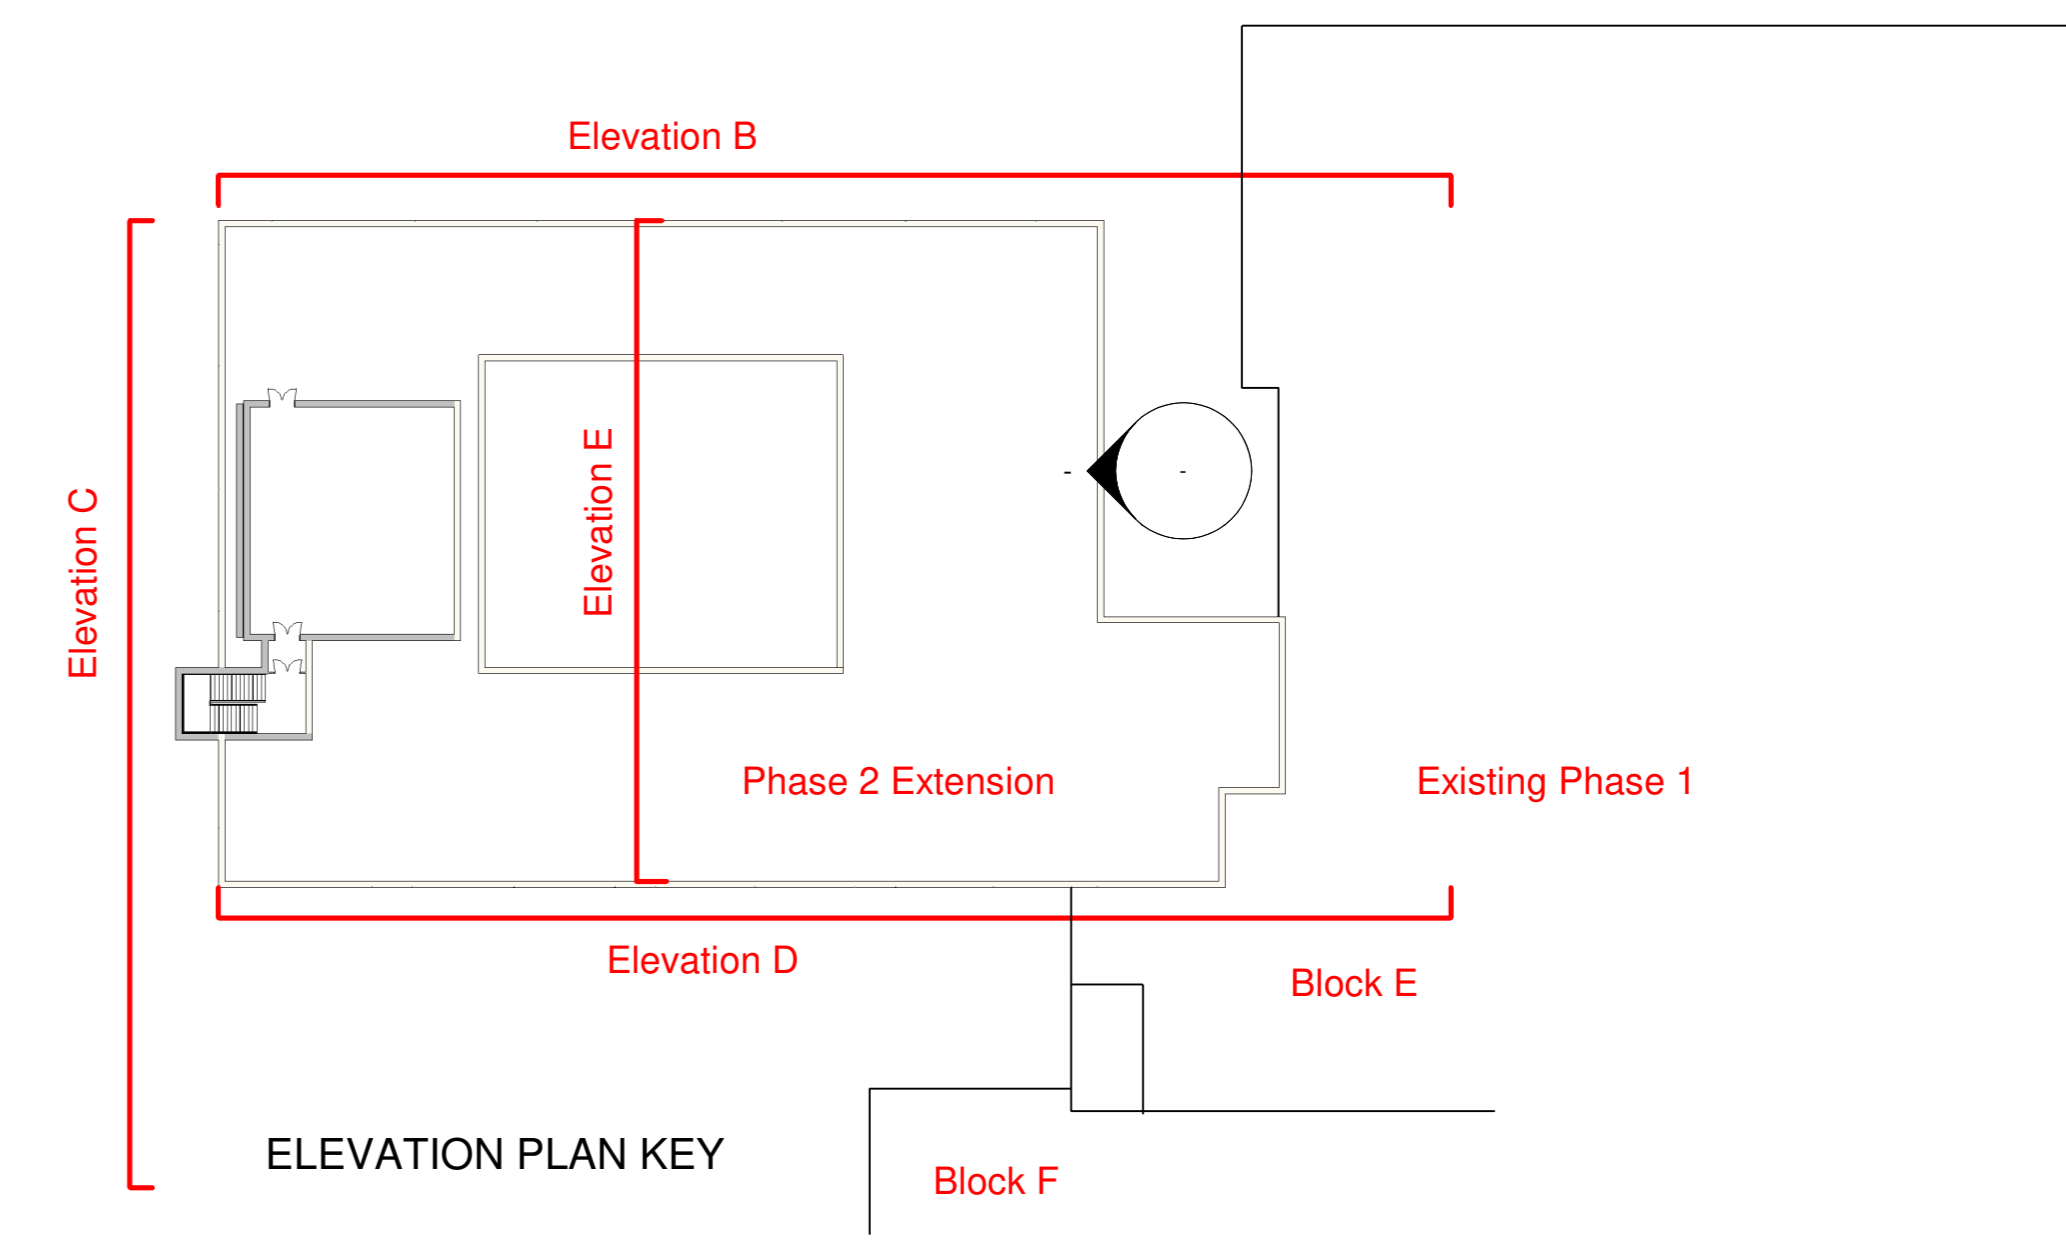 Elevation B
Elevation C
Elevation E
Phase 2 Extension
Existing Phase 1
Elevation D
Block E
ELEVATION PLAN KEY
Block F